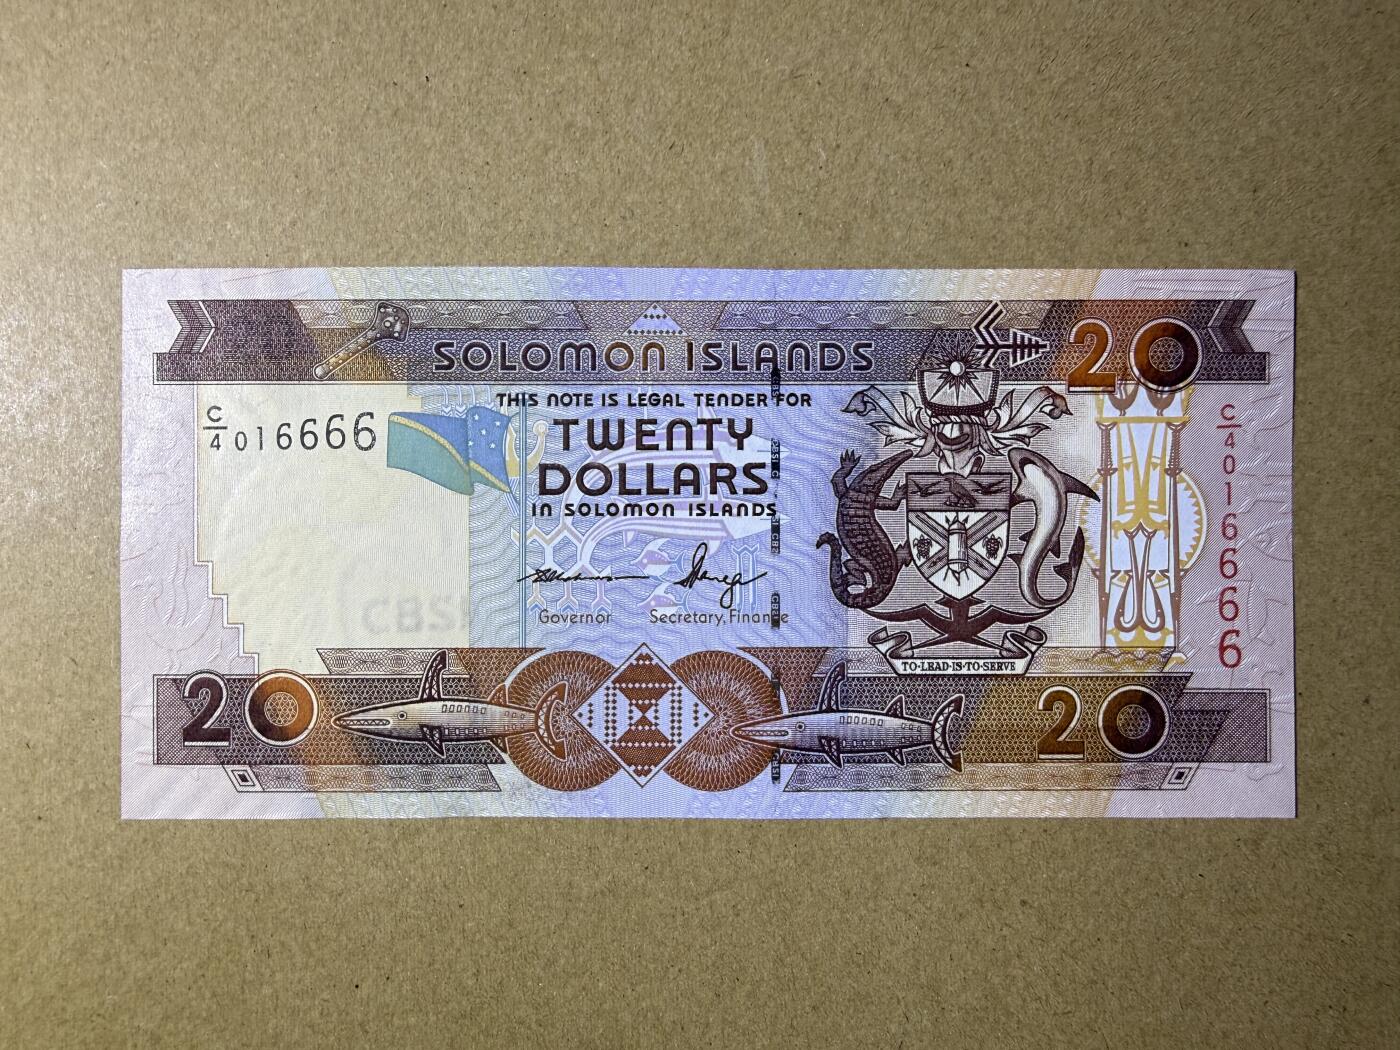 SOLOMON ISLANDS
20
THIS NOTE IS LEGAL TENDER FOR
TWENTY
DOLLARS
IN SOLOMON ISLANDS
C/4 016666
C/4 016666
Governor
Secretary, Finance
CBSI
TO·LEAD·IS·TO·SERVE
20
20